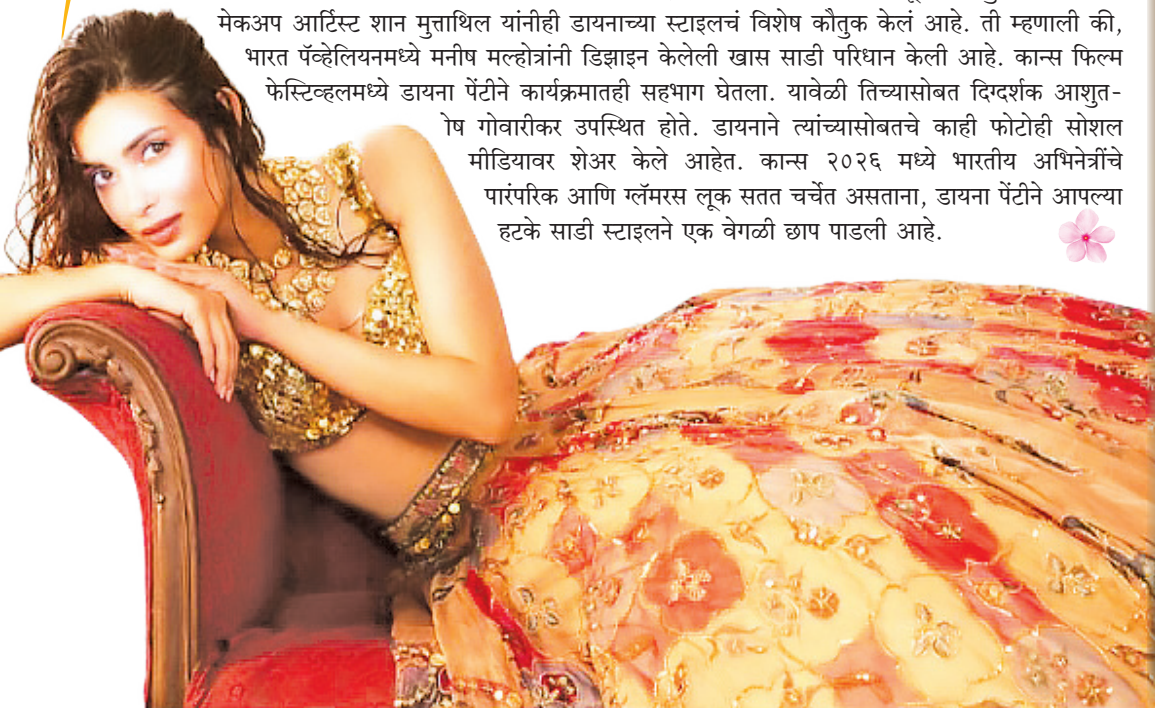 मेकअप आर्टिस्ट शान मुत्ताथिल यांनीही डायनाच्या स्टाइलचं विशेष कौतुक केलं आहे. ती म्हणाली की,
भारत पॅव्हेलियनमध्ये मनीष मल्होत्रांनी डिझाइन केलेली खास साडी परिधान केली आहे. कान्स फिल्म
फेस्टिव्हलमध्ये डायना पेंटीने कार्यक्रमातही सहभाग घेतला. यावेळी तिच्यासोबत दिग्दर्शक आशुत-
ोष गोवारीकर उपस्थित होते. डायनाने त्यांच्यासोबतचे काही फोटोही सोशल
मीडियावर शेअर केले आहेत. कान्स २०२६ मध्ये भारतीय अभिनेत्रींचे
पारंपरिक आणि ग्लॅमरस लूक सतत चर्चेत असताना, डायना पेंटीने आपल्या
हटके साडी स्टाइलने एक वेगळी छाप पाडली आहे.